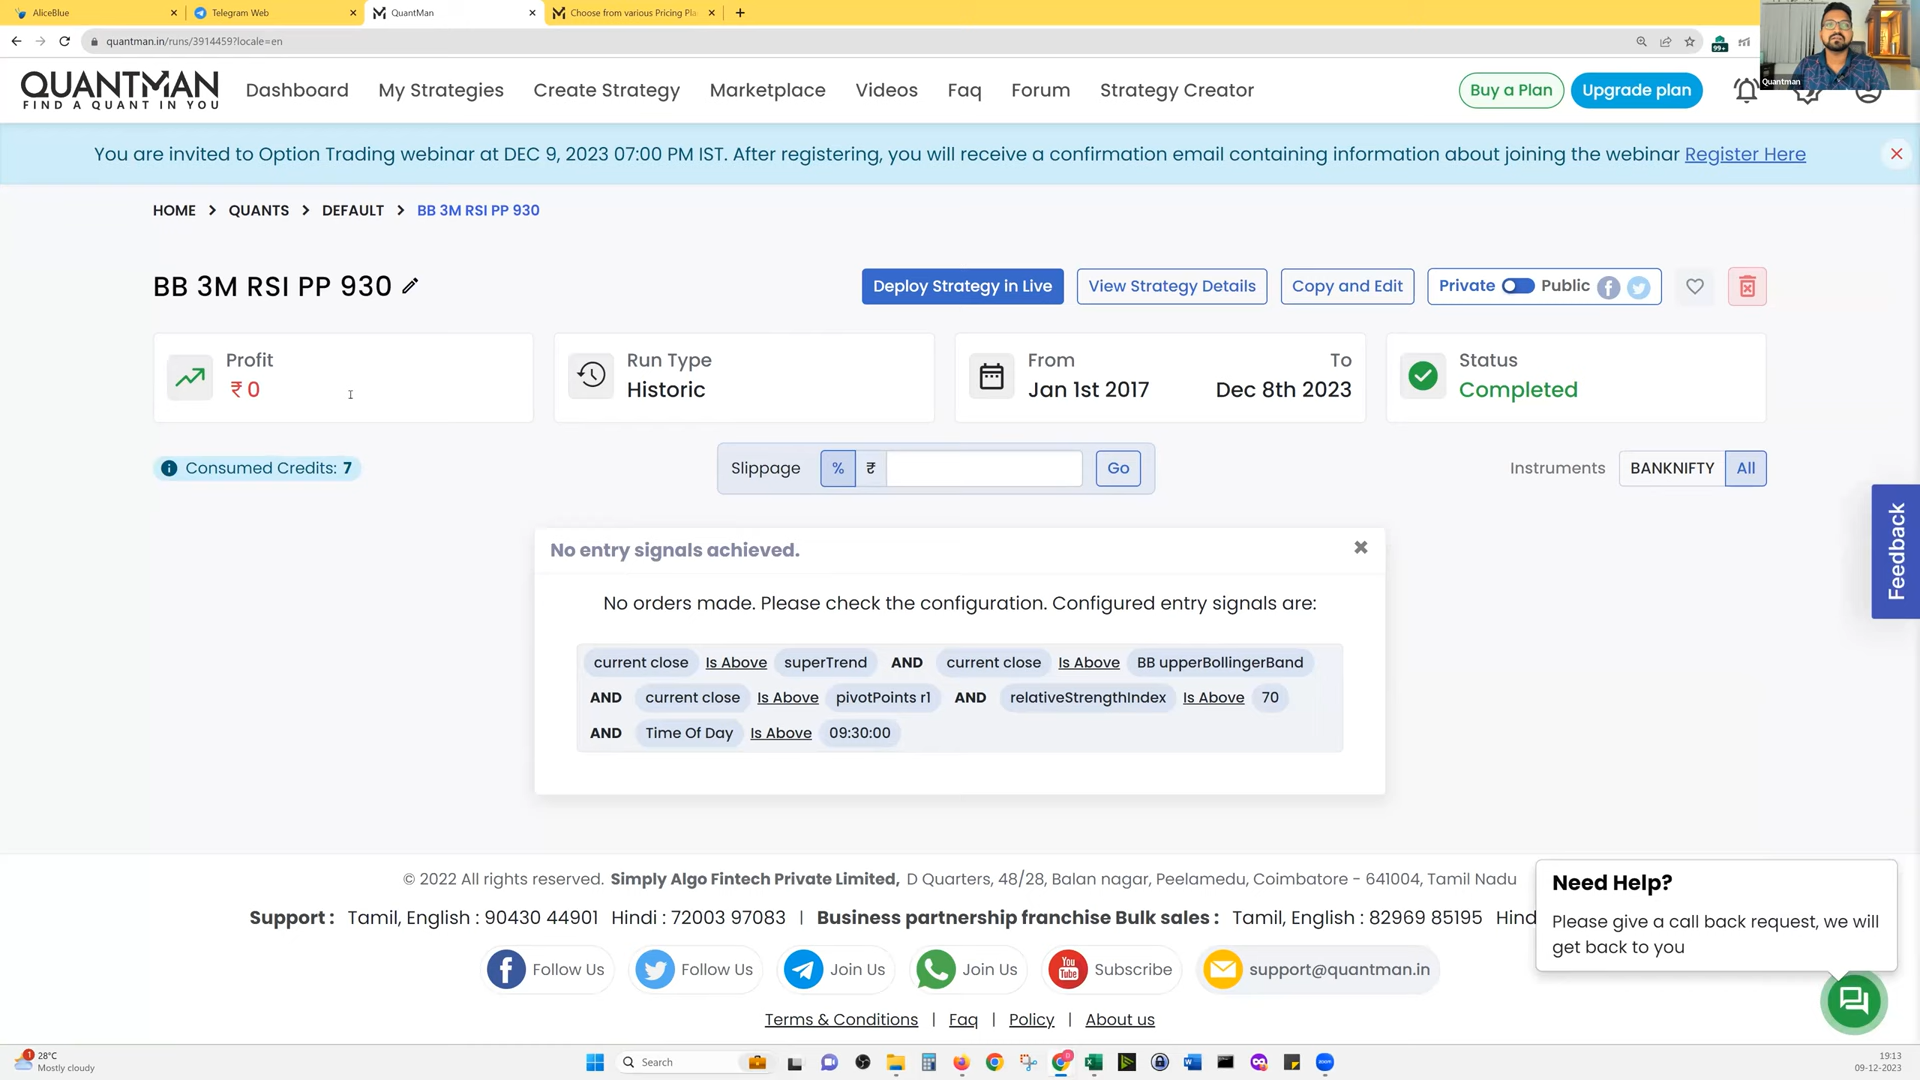 AliceBlue
Telegram Web
QuantMan
Choose from various Pricing Pla
quantman.in/runs/3914459?locale=en
99+
Quantman
QUANTMAN
FIND A QUANT IN YOU
Dashboard
My Strategies
Create Strategy
Marketplace
Videos
Faq
Forum
Strategy Creator
Buy a Plan
Upgrade plan
You are invited to Option Trading webinar at DEC 9, 2023 07:00 PM IST. After registering, you will receive a confirmation email containing information about joining the webinar Register Here
HOME > QUANTS > DEFAULT > BB 3M RSI PP 930
BB 3M RSI PP 930
Deploy Strategy in Live
View Strategy Details
Copy and Edit
Private Public
Profit
₹ 0
Run Type
Historic
From To
Jan 1st 2017 Dec 8th 2023
Status
Completed
Consumed Credits: 7
Slippage % ₹ Go
Instruments BANKNIFTY All
Feedback
No entry signals achieved.
No orders made. Please check the configuration. Configured entry signals are:
current close Is Above superTrend AND current close Is Above BB upperBollingerBand
AND current close Is Above pivotPoints r1 AND relativeStrengthIndex Is Above 70
AND Time Of Day Is Above 09:30:00
© 2022 All rights reserved. Simply Algo Fintech Private Limited, D Quarters, 48/28, Balan nagar, Peelamedu, Coimbatore - 641004, Tamil Nadu
Support : Tamil, English : 90430 44901 Hindi : 72003 97083 | Business partnership franchise Bulk sales : Tamil, English : 82969 85195 Hind
Need Help?
Please give a call back request, we will
get back to you
Follow Us
Follow Us
Join Us
Join Us
You Tube
Subscribe
support@quantman.in
Terms & Conditions | Faq | Policy | About us
1
28°C
Mostly cloudy
Search
19:13
09-12-2023